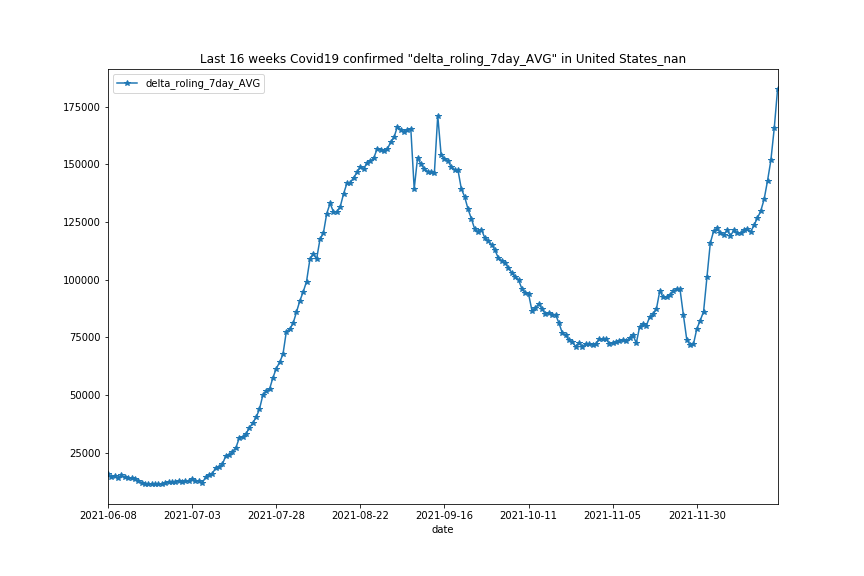 Last 16 weeks Covid19 confirmed "delta_roling_7day_AVG" in United States_nan
delta_roling_7day_AVG
175000
150000
125000
100000
75000
50000
25000
2021-06-08 2021-07-03 2021-07-28 2021-08-22 2021-09-16 2021-10-11 2021-11-05 2021-11-30
date